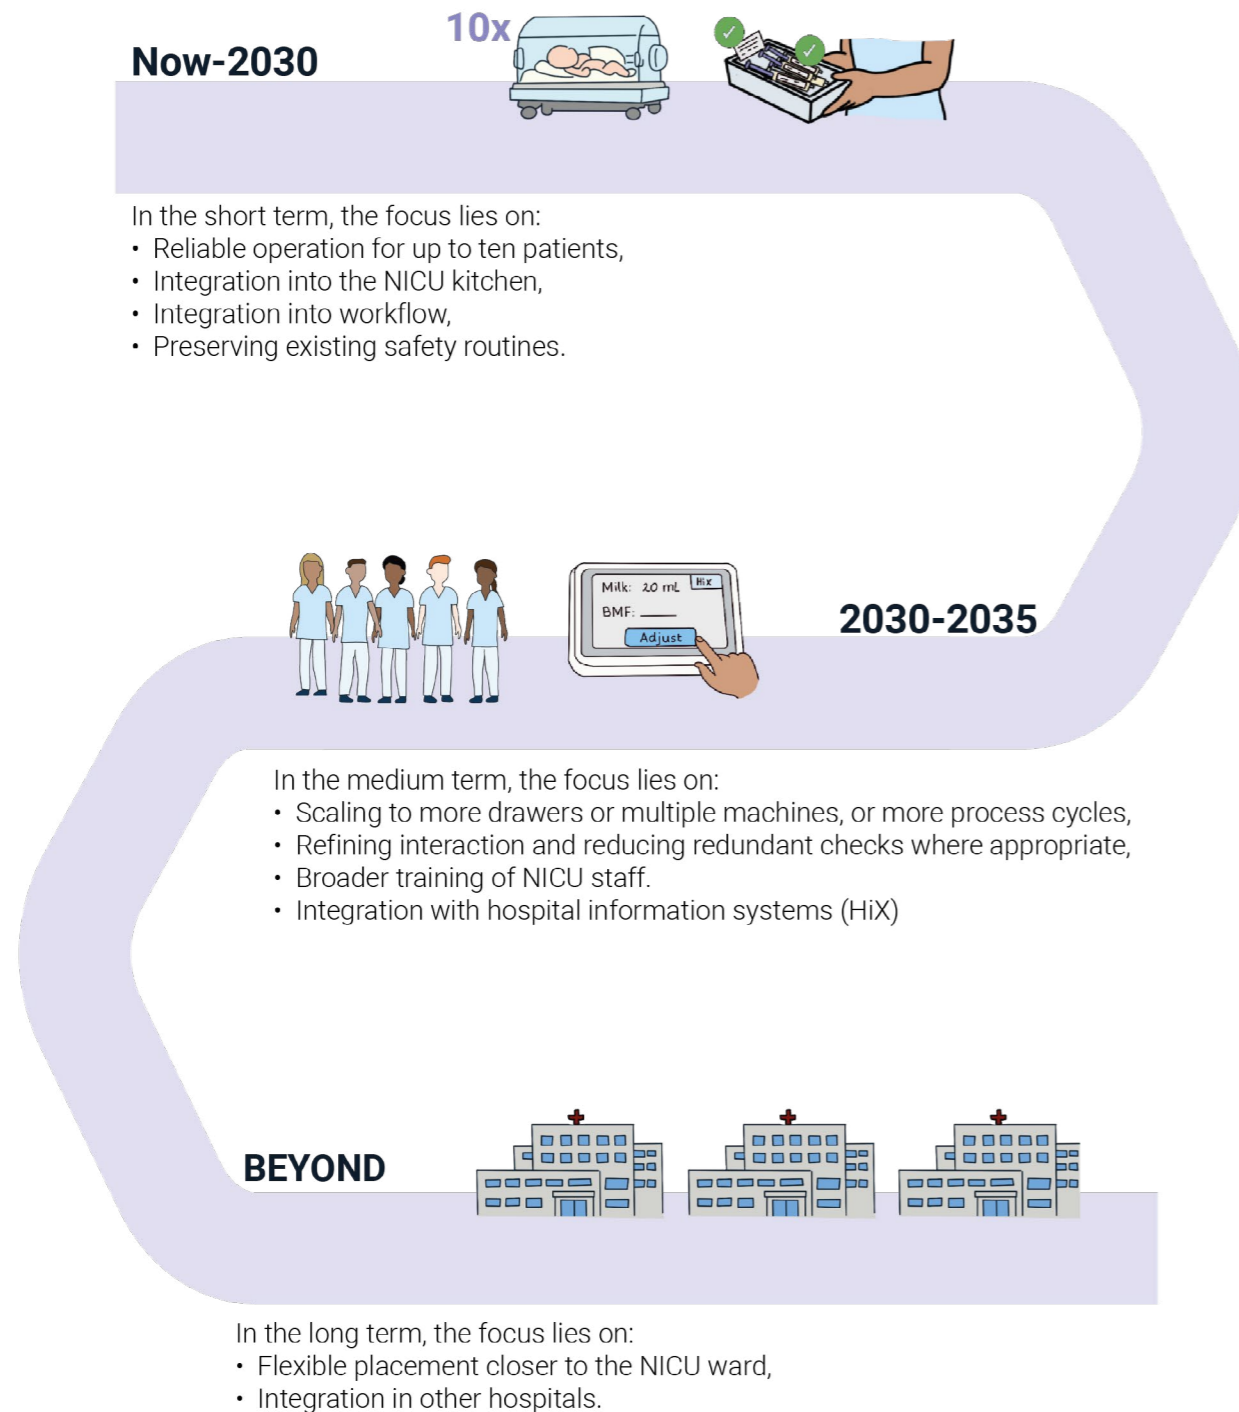 Now-2030
10x
In the short term, the focus lies on:
• Reliable operation for up to ten patients,
• Integration into the NICU kitchen,
• Integration into workflow,
• Preserving existing safety routines.
Milk: 20 mL
HiX
BMF: ____
Adjust
2030-2035
In the medium term, the focus lies on:
• Scaling to more drawers or multiple machines, or more process cycles,
• Refining interaction and reducing redundant checks where appropriate,
• Broader training of NICU staff.
• Integration with hospital information systems (HiX)
BEYOND
In the long term, the focus lies on:
• Flexible placement closer to the NICU ward,
• Integration in other hospitals.